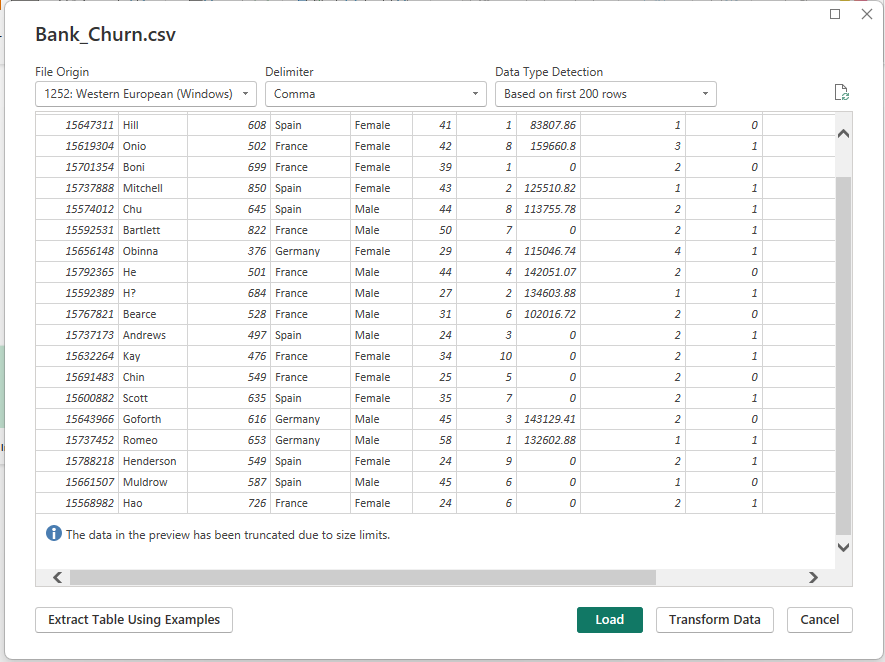 Bank_Churn.csv
File Origin Delimiter Data Type Detection
1252: Western European (Windows) Comma Based on first 200 rows
15647311 Hill 608 Spain Female 41 1 83807.86 1 0
15619304 Onio 502 France Female 42 8 159660.8 3 1
15701354 Boni 699 France Female 39 1 0 2 0
15737888 Mitchell 850 Spain Female 43 2 125510.82 1 1
15574012 Chu 645 Spain Male 44 8 113755.78 2 1
15592531 Bartlett 822 France Male 50 7 0 2 1
15656148 Obinna 376 Germany Female 29 4 115046.74 4 1
15792365 He 501 France Male 44 4 142051.07 2 0
15592389 H? 684 France Male 27 2 134603.88 1 1
15767821 Bearce 528 France Male 31 6 102016.72 2 0
15737173 Andrews 497 Spain Male 24 3 0 2 1
15632264 Kay 476 France Female 34 10 0 2 1
15691483 Chin 549 France Female 25 5 0 2 0
15600882 Scott 635 Spain Female 35 7 0 2 1
15643966 Goforth 616 Germany Male 45 3 143129.41 2 0
15737452 Romeo 653 Germany Male 58 1 132602.88 1 1
15788218 Henderson 549 Spain Female 24 9 0 2 1
15661507 Muldrow 587 Spain Male 45 6 0 1 0
15568982 Hao 726 France Female 24 6 0 2 1
The data in the preview has been truncated due to size limits.
Extract Table Using Examples Load Transform Data Cancel